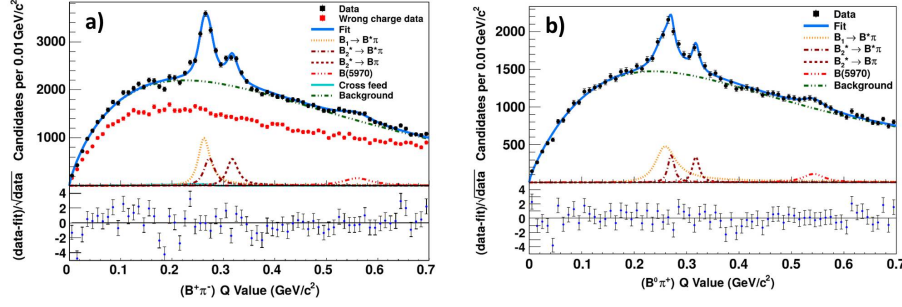 a)
Candidates per 0.01 GeV/c²
3000
2000
1000
Data
Wrong charge data
Fit
B₁ → B*π
B₂* → B*π
B₂* → Bπ
B(5970)
Cross feed
Background
(data-fit)/√data
4
2
0
-2
-4
0 0.1 0.2 0.3 0.4 0.5 0.6 0.7
(B⁺π⁻) Q Value (GeV/c²)
b)
Candidates per 0.01 GeV/c²
2500
2000
1500
1000
500
Data
Fit
B₁ → B*π
B₂* → B*π
B₂* → Bπ
B(5970)
Background
(data-fit)/√data
4
2
0
-2
-4
0 0.1 0.2 0.3 0.4 0.5 0.6 0.7
(B⁰π⁺) Q Value (GeV/c²)